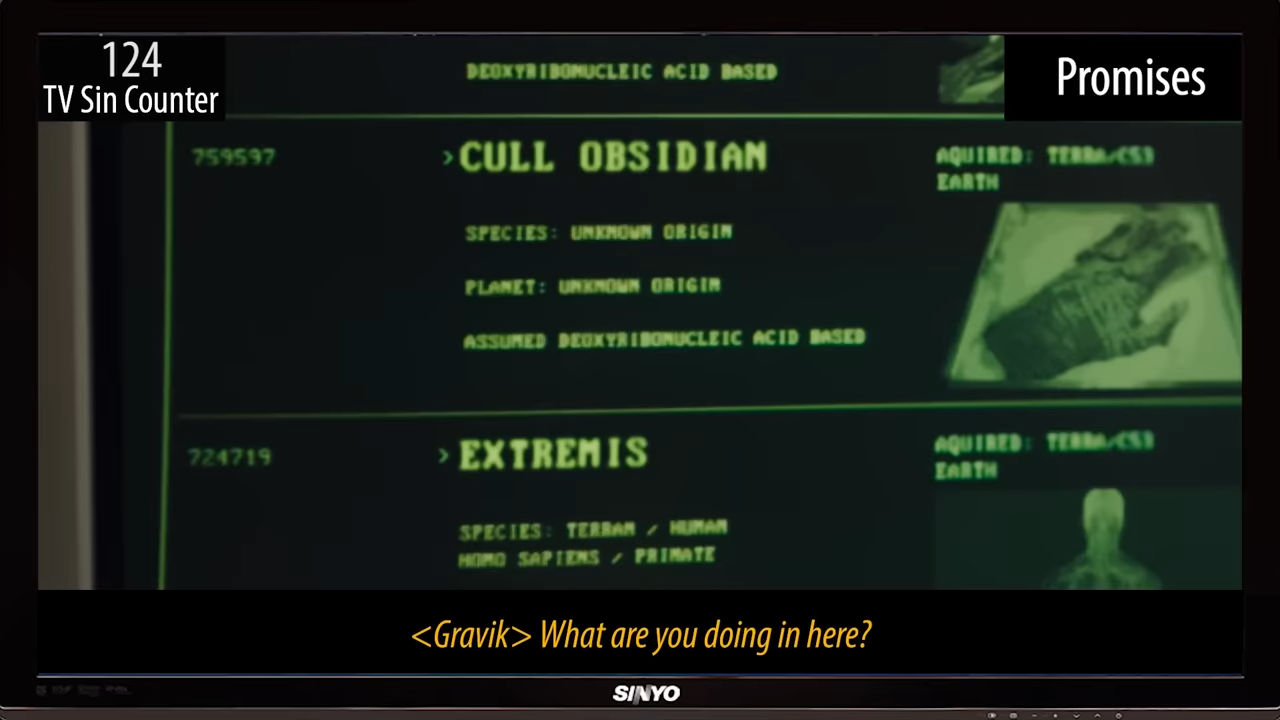 124
TV Sin Counter
Promises
DEOXYRIBONUCLEIC ACID BASED
759597
>CULL OBSIDIAN
AQUIRED: TERRA/C53
EARTH
SPECIES: UNKNOWN ORIGIN
PLANET: UNKNOWN ORIGIN
ASSUMED DEOXYRIBONUCLEIC ACID BASED
724719
>EXTREMIS
AQUIRED: TERRA/C53
EARTH
SPECIES: TERRAN / HUMAN
HOMO SAPIENS / PRIMATE
<Gravik> What are you doing in here?
SINYO